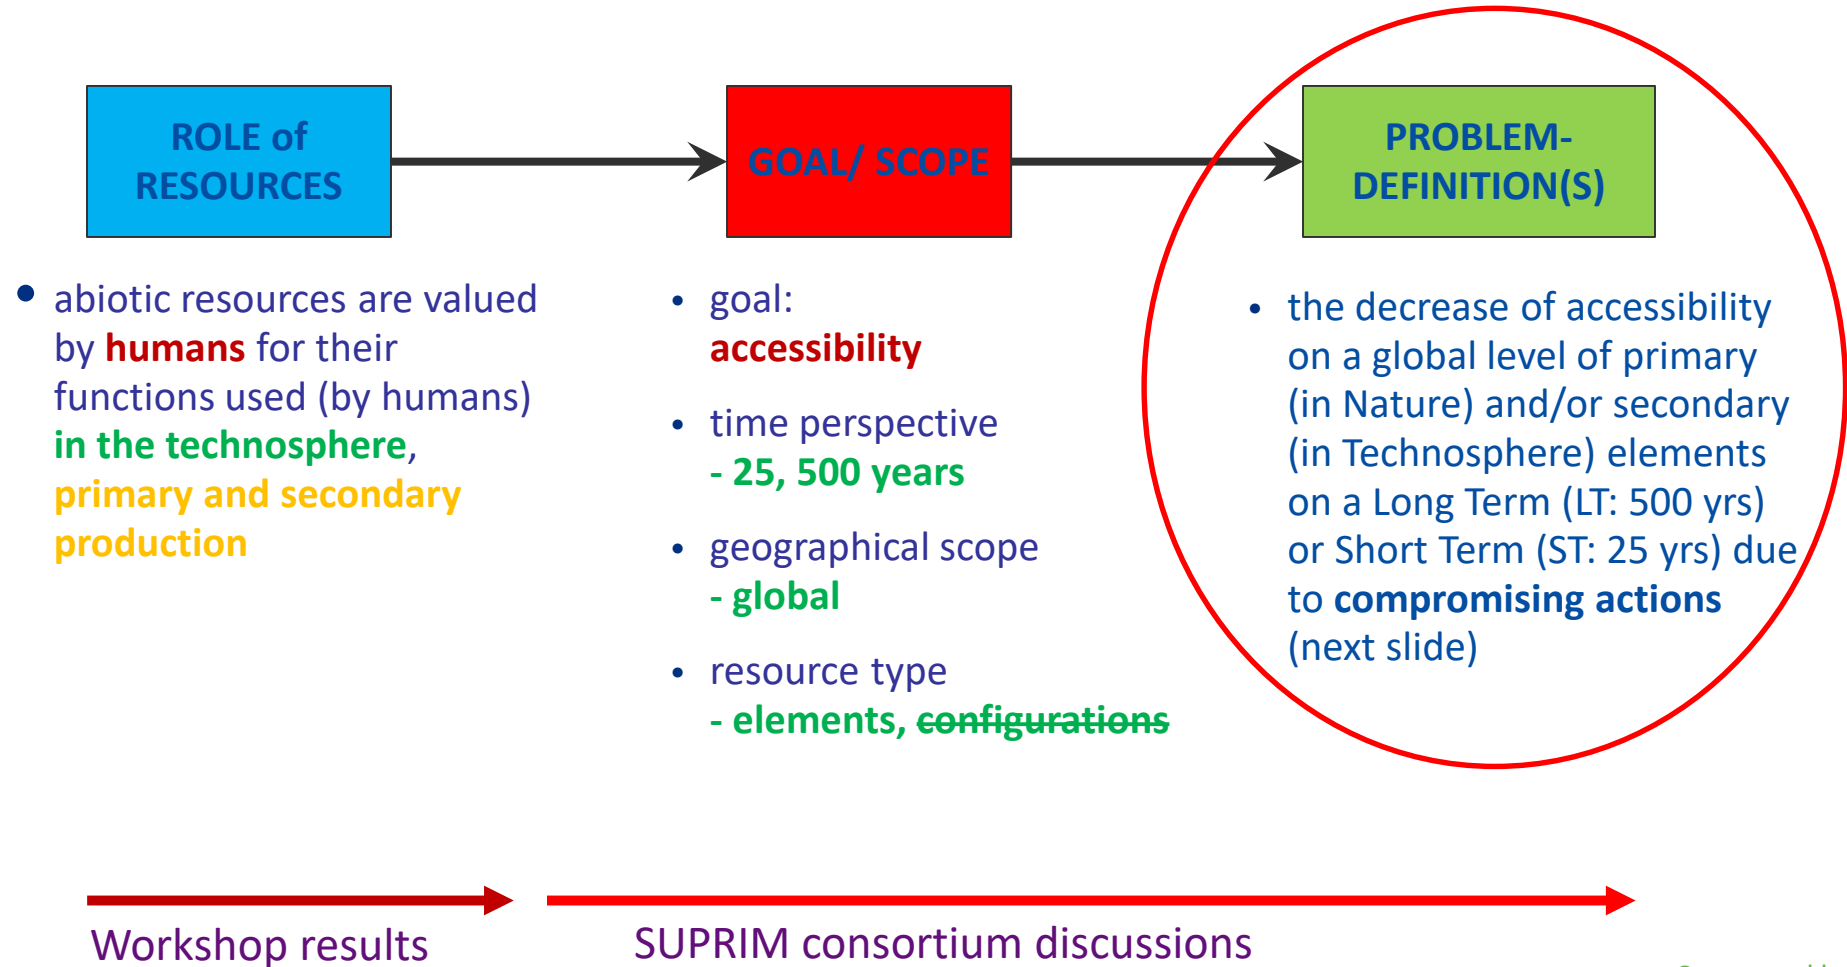 ROLE of
RESOURCES
GOAL/ SCOPE
PROBLEM-
DEFINITION(S)
• abiotic resources are valued
by humans for their
functions used (by humans)
in the technosphere,
primary and secondary
production
• goal:
accessibility
• time perspective
- 25, 500 years
• geographical scope
- global
• resource type
- elements, configurations
• the decrease of accessibility
on a global level of primary
(in Nature) and/or secondary
(in Technosphere) elements
on a Long Term (LT: 500 yrs)
or Short Term (ST: 25 yrs) due
to compromising actions
(next slide)
Workshop results
SUPRIM consortium discussions